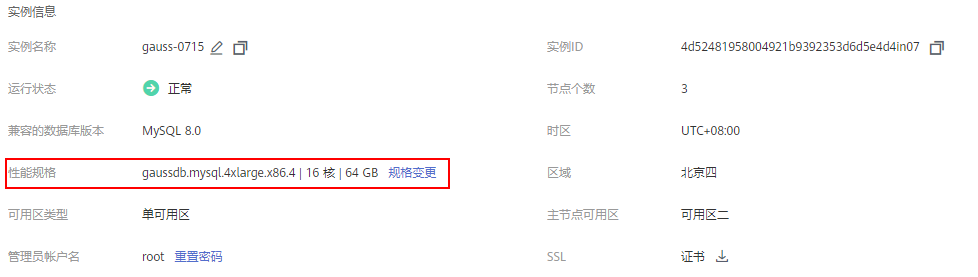 实例信息
实例名称 gauss-0715 实例ID 4d52481958004921b9392353d6d5e4d4in07
运行状态 正常 节点个数 3
兼容的数据库版本 MySQL 8.0 时区 UTC+08:00
性能规格 gaussdb.mysql.4xlarge.x86.4 | 16 核 | 64 GB 规格变更 区域 北京四
可用区类型 单可用区 主节点可用区 可用区二
管理员帐户名 root 重置密码 SSL 证书